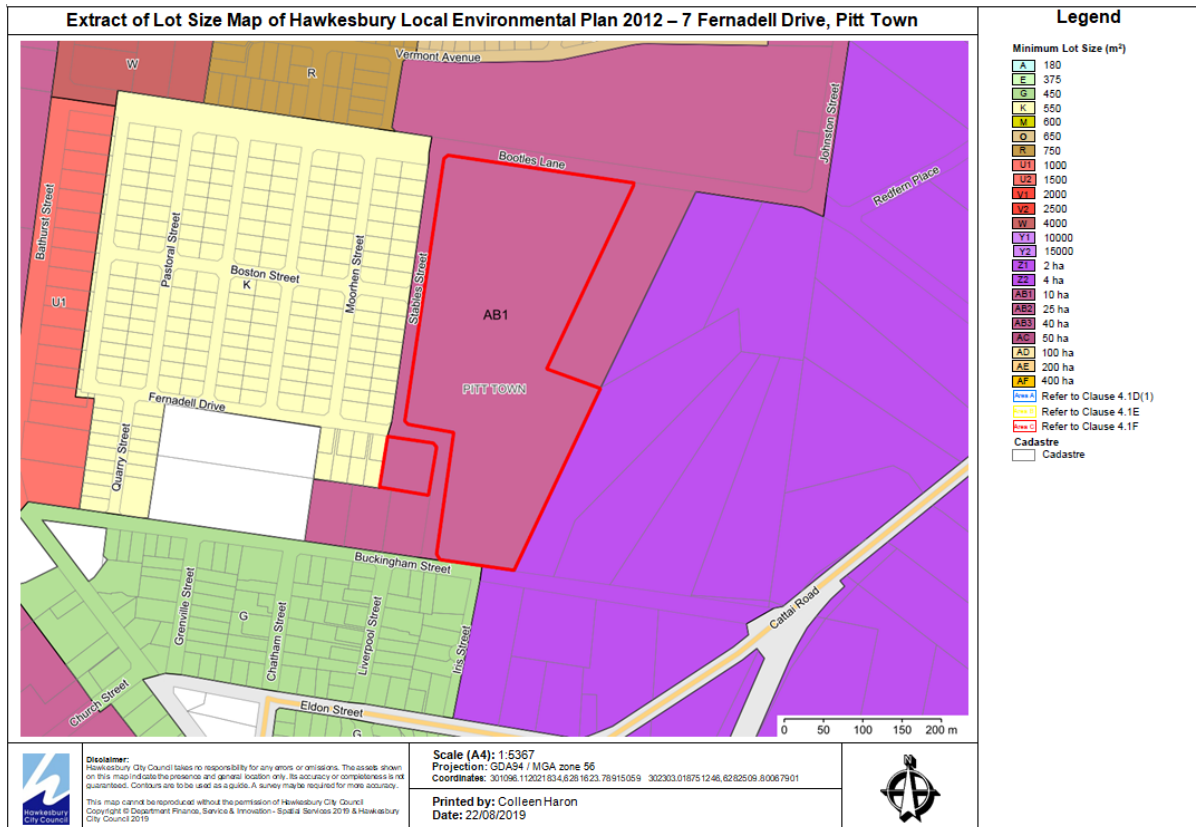 Extract of Lot Size Map of Hawkesbury Local Environmental Plan 2012 – 7 Fernadell Drive, Pitt Town
Legend
Minimum Lot Size (m²)
A 180
E 375
G 450
K 550
M 600
O 650
R 750
U1 1000
U2 1500
V1 2000
V2 2500
W 4000
Y1 10000
Y2 15000
Z1 2 ha
Z2 4 ha
AB1 10 ha
AB2 25 ha
AB3 40 ha
AC 50 ha
AD 100 ha
AE 200 ha
AF 400 ha
Area A Refer to Clause 4.1D(1)
Refer to Clause 4.1E
Area C Refer to Clause 4.1F
Cadastre
Cadastre
Vermont Avenue
W
R
Johnston Street
Bootles Lane
Redfern Place
Bathurst Street
Pastoral Street
Boston Street
K
Moorhen Street
Stables Street
U1
AB1
PITT TOWN
Fernadell Drive
Quarry Street
Buckingham Street
Grenville Street
G
Chatham Street
Liverpool Street
Iris Street
Cattai Road
Church Street
Eldon Street
G
0 50 100 150 200 m
Hawkesbury
City Council
Disclaimer:
Hawkesbury City Council takes no responsibility for any errors or omissions. The assets shown
on this map indicate the presence and general location only. Its accuracy or completeness is not
guaranteed. Contours are to be used as a guide. A survey maybe required for more accuracy.
This map cannot be reproduced without the permission of Hawkesbury City Council
Copyright © Department Finance, Service & Innovation - Spatial Services 2019 & Hawkesbury
City Council 2019
Scale (A4): 1:5367
Projection: GDA94 / MGA zone 56
Coordinates: 301096.112021834,6281623.78915059 302303.018751246,6282509.80067901
Printed by: Colleen Haron
Date: 22/08/2019